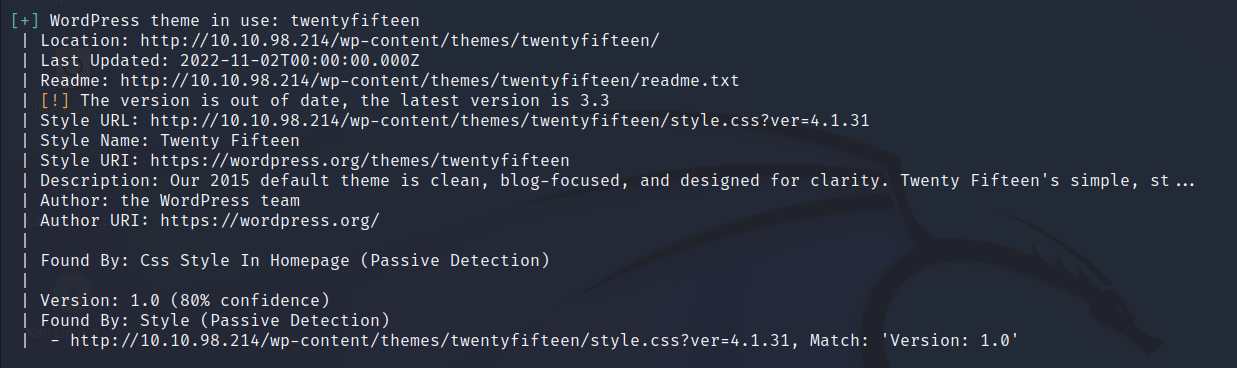 [+] WordPress theme in use: twentyfifteen
| Location: http://10.10.98.214/wp-content/themes/twentyfifteen/
| Last Updated: 2022-11-02T00:00:00.000Z
| Readme: http://10.10.98.214/wp-content/themes/twentyfifteen/readme.txt
| [!] The version is out of date, the latest version is 3.3
| Style URL: http://10.10.98.214/wp-content/themes/twentyfifteen/style.css?ver=4.1.31
| Style Name: Twenty Fifteen
| Style URI: https://wordpress.org/themes/twentyfifteen
| Description: Our 2015 default theme is clean, blog-focused, and designed for clarity. Twenty Fifteen's simple, st...
| Author: the WordPress team
| Author URI: https://wordpress.org/
|
| Found By: Css Style In Homepage (Passive Detection)
|
| Version: 1.0 (80% confidence)
| Found By: Style (Passive Detection)
|  - http://10.10.98.214/wp-content/themes/twentyfifteen/style.css?ver=4.1.31, Match: 'Version: 1.0'